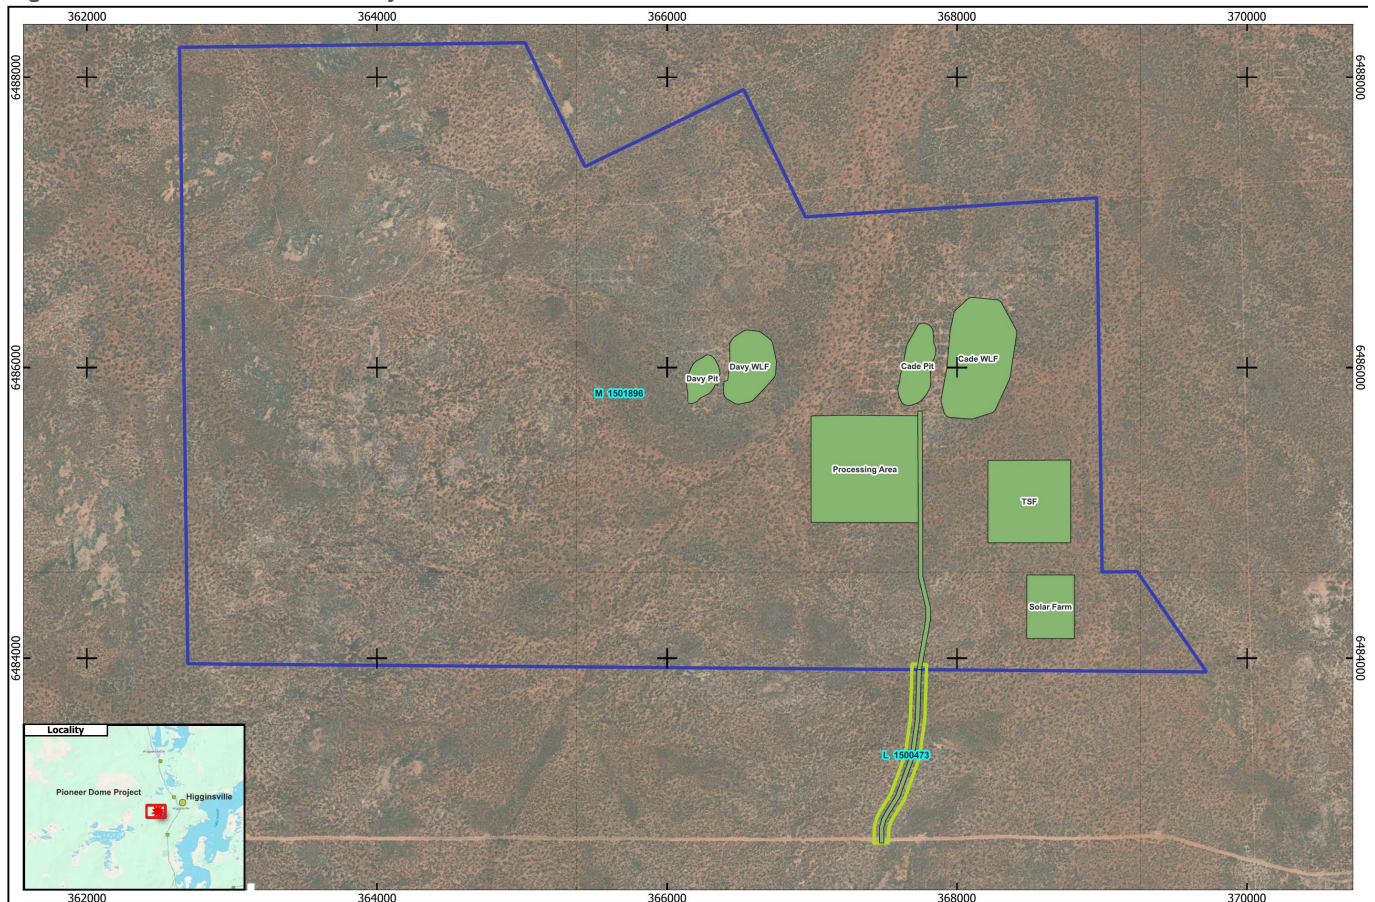 362000
364000
366000
368000
370000
6488000
6488000
6486000
6486000
Davy Pit
Davy WLF
Cade Pit
Cade WLF
M 1501896
Processing Area
TSF
Solar Farm
6484000
6484000
L 1500473
Locality
Pioneer Dome Project
Higginsville
362000
364000
366000
368000
370000